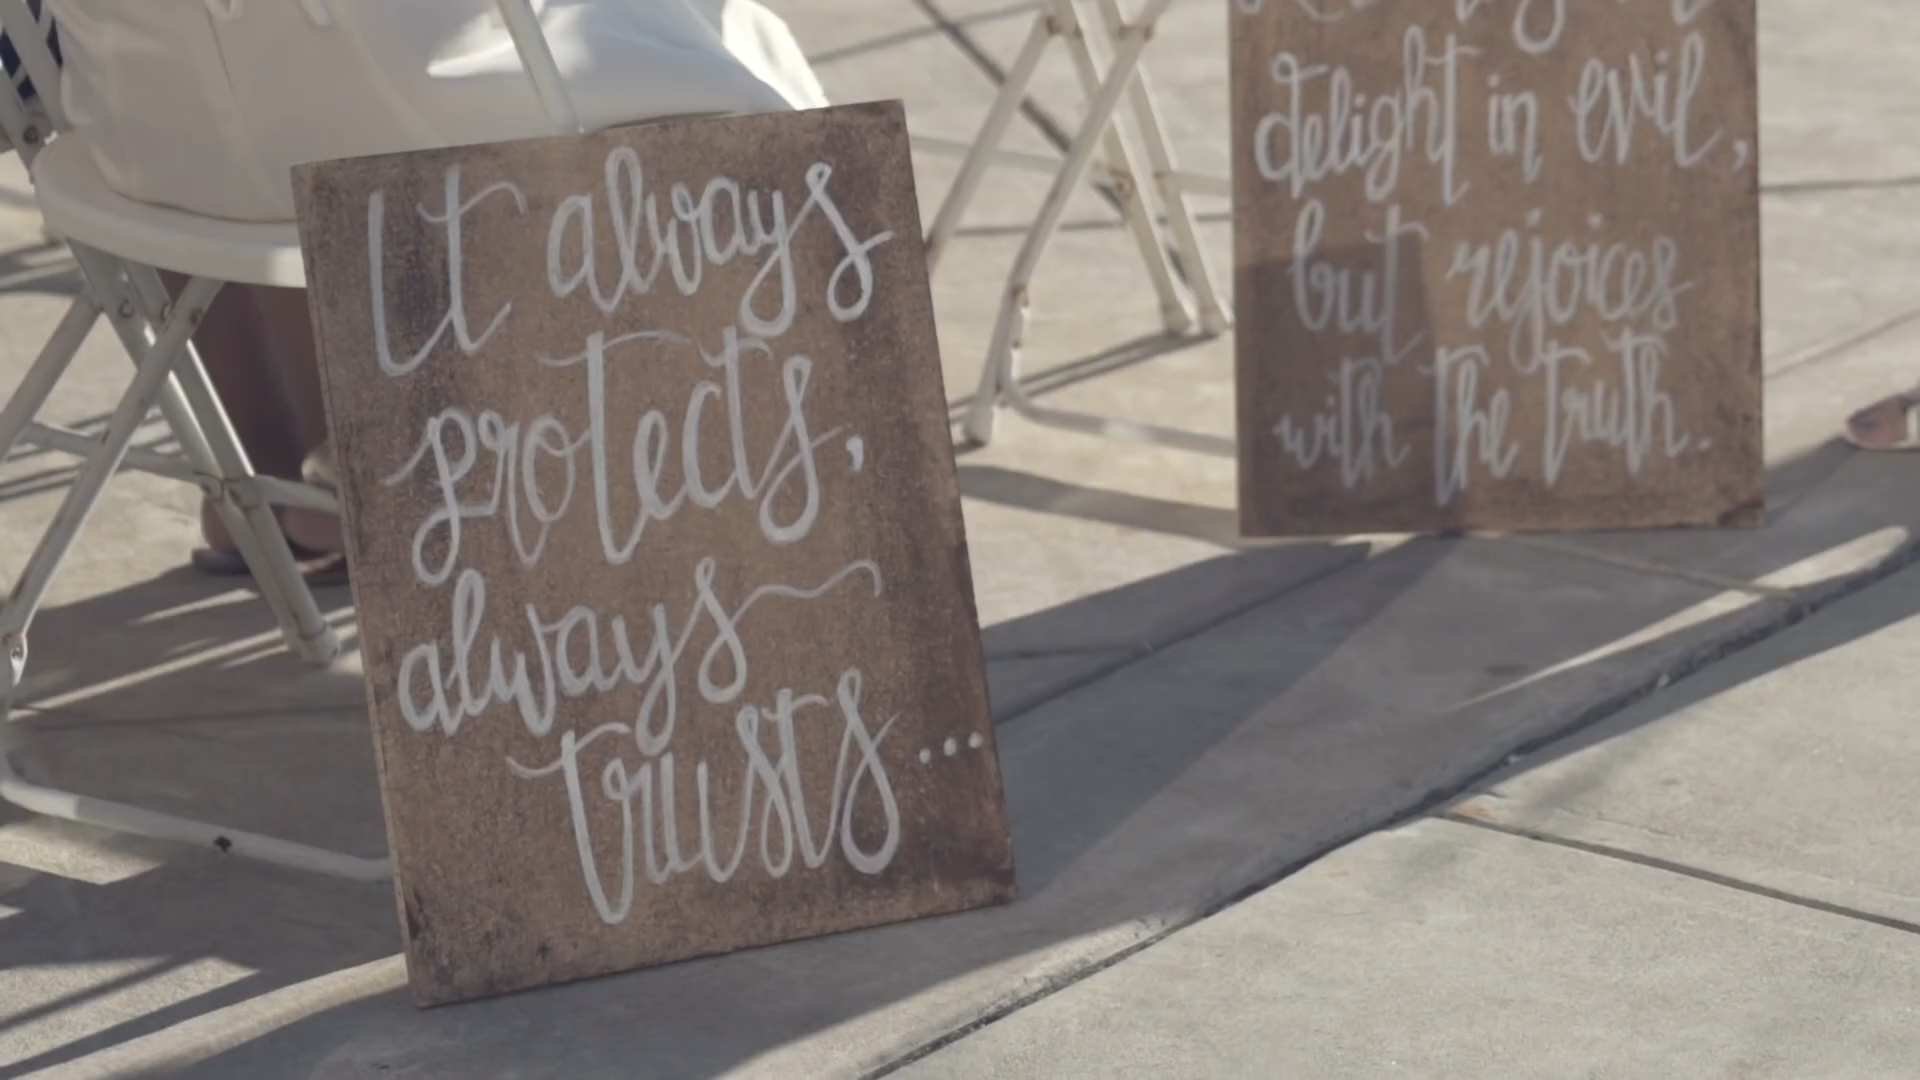 It always
protects,
always
trusts...
delight in evil,
but rejoices
with the truth.